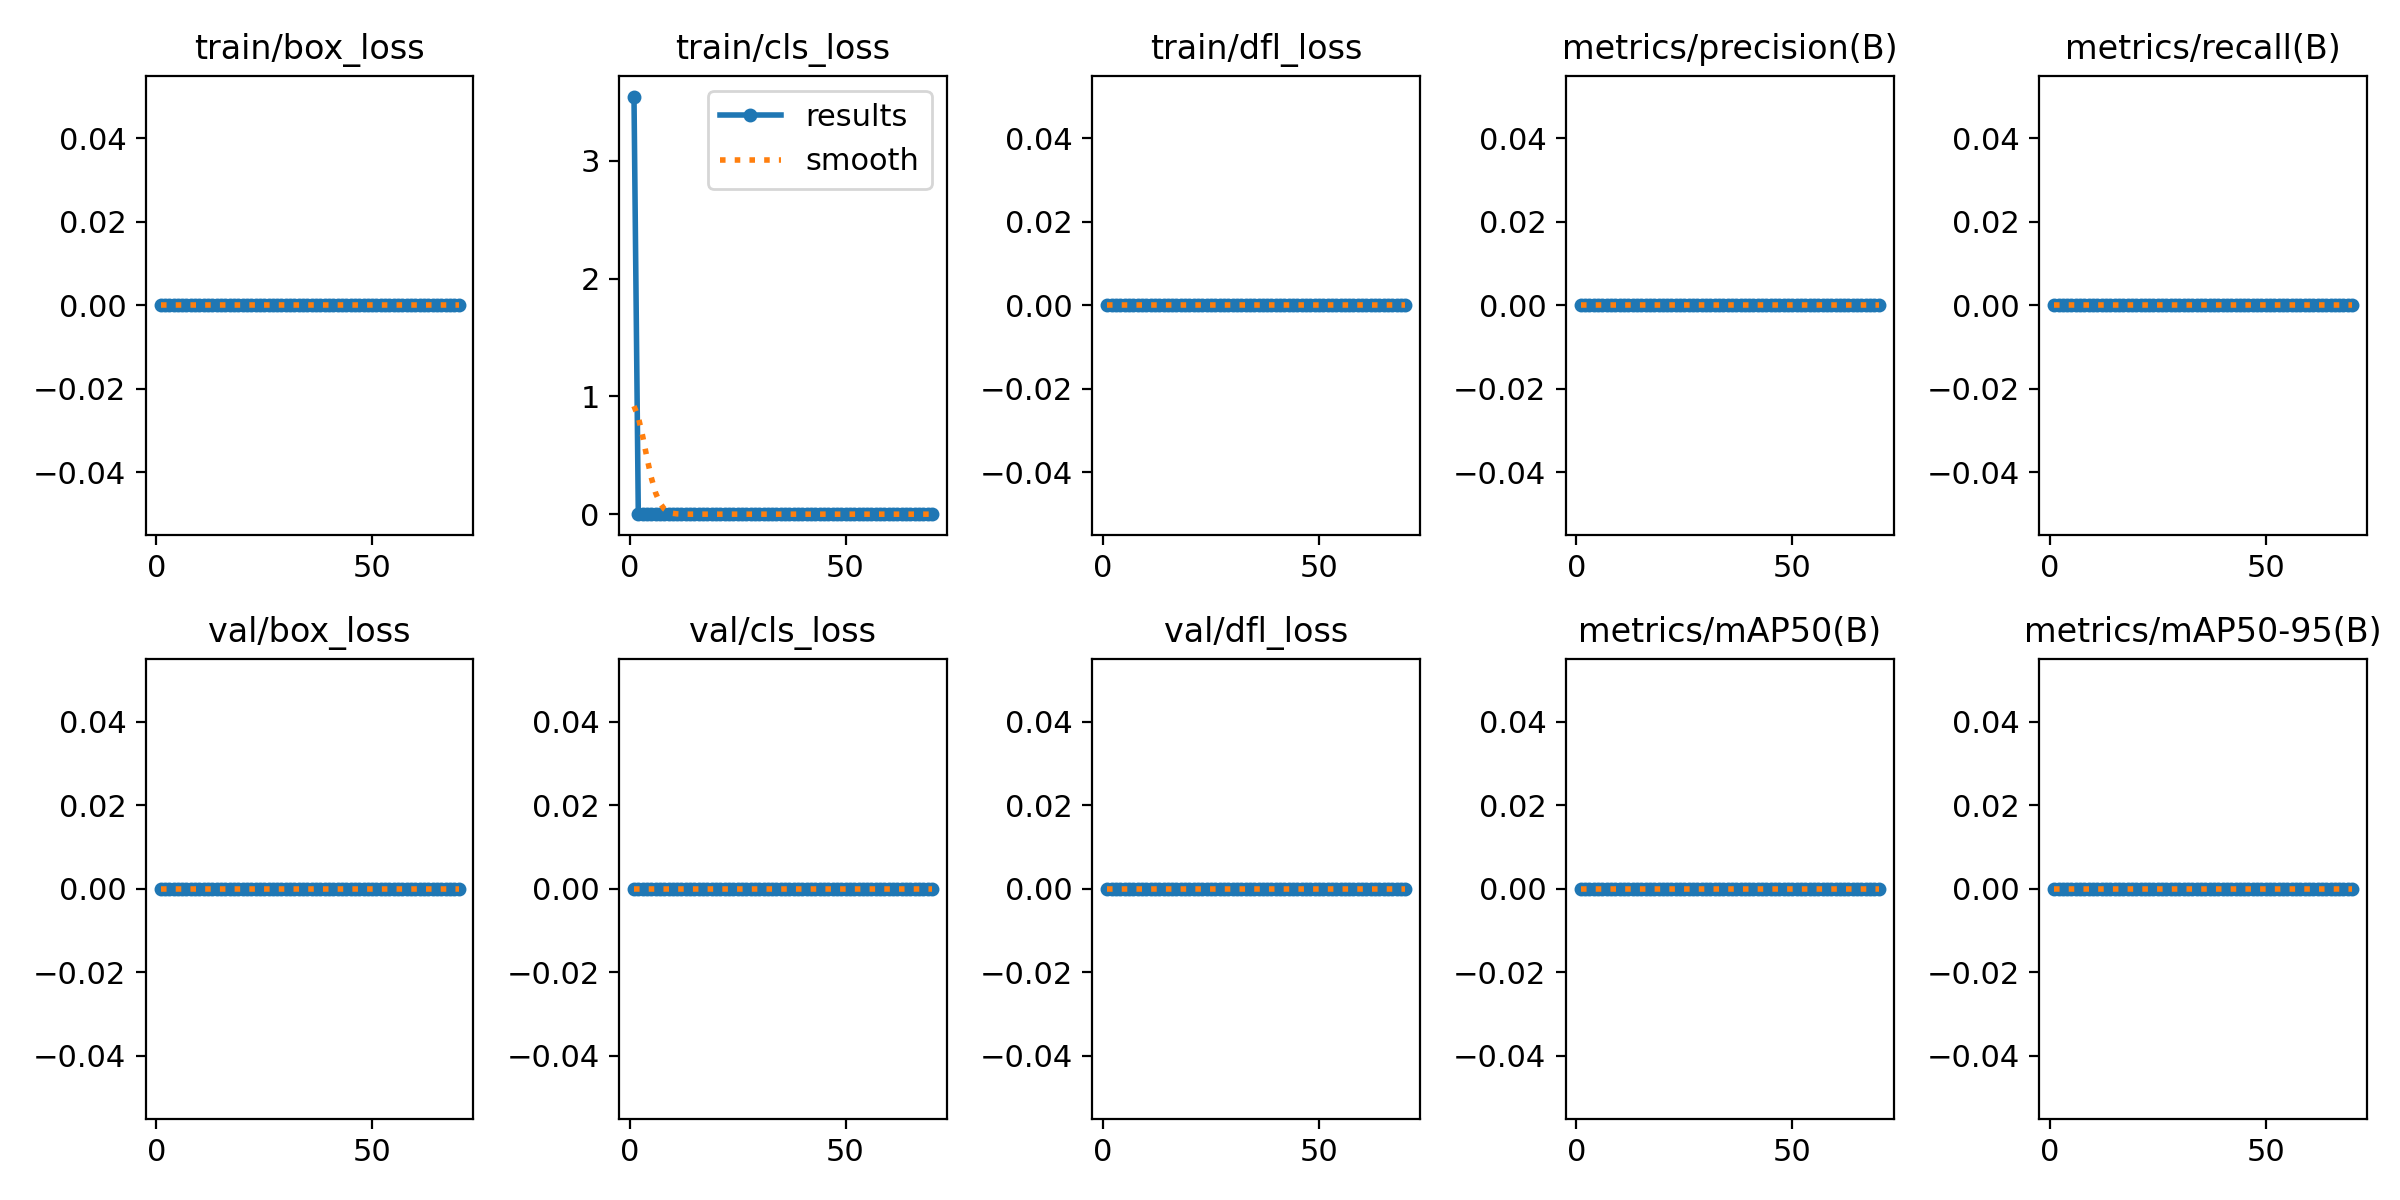 train/box_loss train/cls_loss train/dfl_loss metrics/precision(B) metrics/recall(B)
results
smooth
0.04 3 0.04 0.04 0.04
0.02 2 0.02 0.02 0.02
0.00 0.00 0.00 0.00
−0.02 1 −0.02 −0.02 −0.02
−0.04 0 −0.04 −0.04 −0.04
0 50 0 50 0 50 0 50 0 50
val/box_loss val/cls_loss val/dfl_loss metrics/mAP50(B) metrics/mAP50-95(B)
0.04 0.04 0.04 0.04 0.04
0.02 0.02 0.02 0.02 0.02
0.00 0.00 0.00 0.00 0.00
−0.02 −0.02 −0.02 −0.02 −0.02
−0.04 −0.04 −0.04 −0.04 −0.04
0 50 0 50 0 50 0 50 0 50